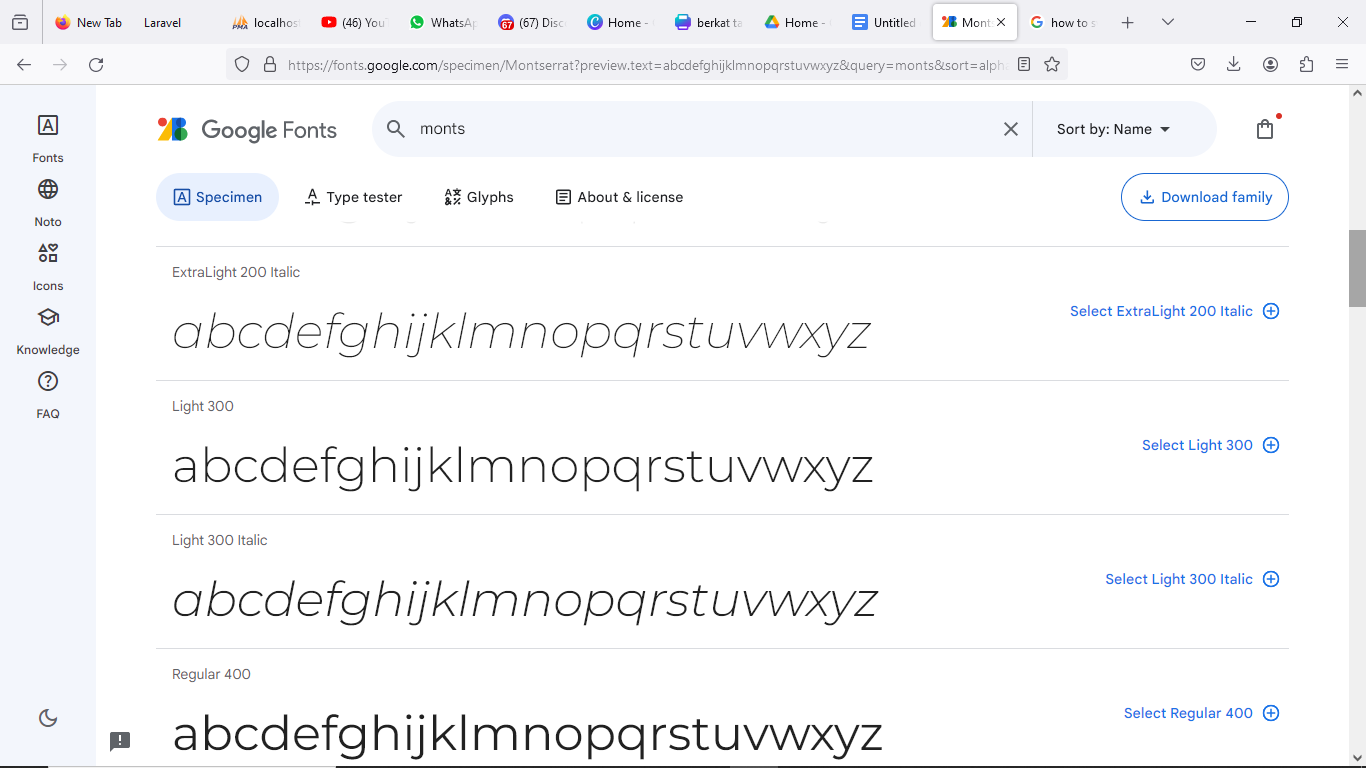 New Tab
Laravel
PMA localhos
(46) You
WhatsAp
67 (67) Disc
Home -
berkat ta
Home - 
Untitled
Mont
how to s
https://fonts.google.com/specimen/Montserrat?preview.text=abcdefghijklmnopqrstuvwxyz&query=monts&sort=alph
Google Fonts
monts
Sort by: Name
Fonts
Noto
Icons
Knowledge
FAQ
Specimen
Type tester
Glyphs
About & license
Download family
ExtraLight 200 Italic
abcdefghijklmnopqrstuvwxyz
Select ExtraLight 200 Italic
Light 300
abcdefghijklmnopqrstuvwxyz
Select Light 300
Light 300 Italic
abcdefghijklmnopqrstuvwxyz
Select Light 300 Italic
Regular 400
abcdefghijklmnopqrstuvwxyz
Select Regular 400